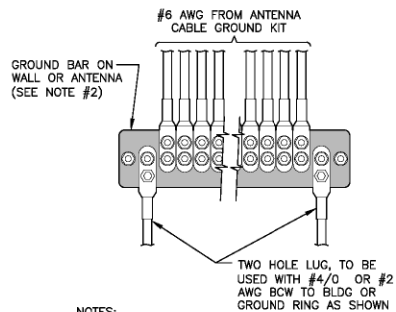 #6 AWG FROM ANTENNA
CABLE GROUND KIT
GROUND BAR ON
WALL OR ANTENNA
(SEE NOTE #2)
TWO HOLE LUG, TO BE
USED WITH #4/0 OR #2
AWG BCW TO BLDG OR
GROUND RING AS SHOWN
NOTES: